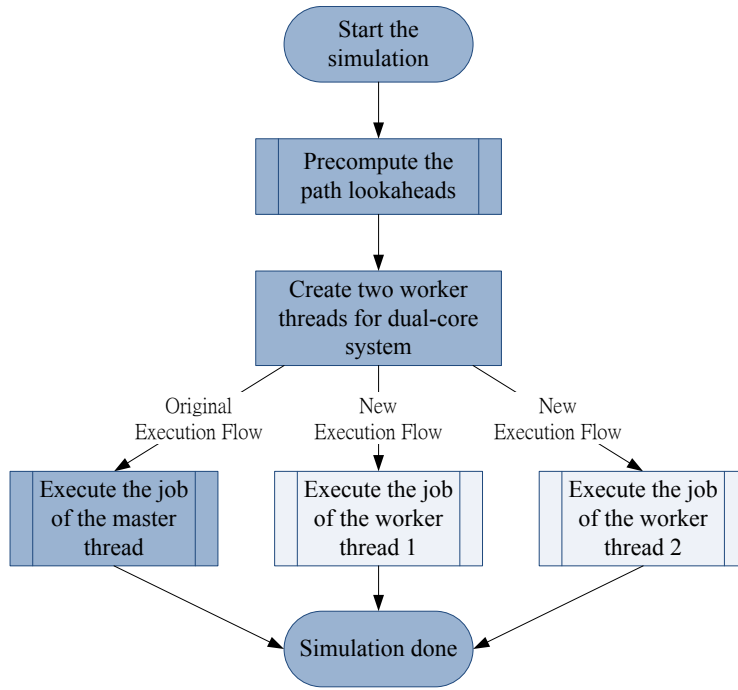 Start the
simulation
Precompute the
path lookaheads
Create two worker
threads for dual-core
system
Original
Execution Flow
New
Execution Flow
New
Execution Flow
Execute the job
of the master
thread
Execute the job
of the worker
thread 1
Execute the job
of the worker
thread 2
Simulation done